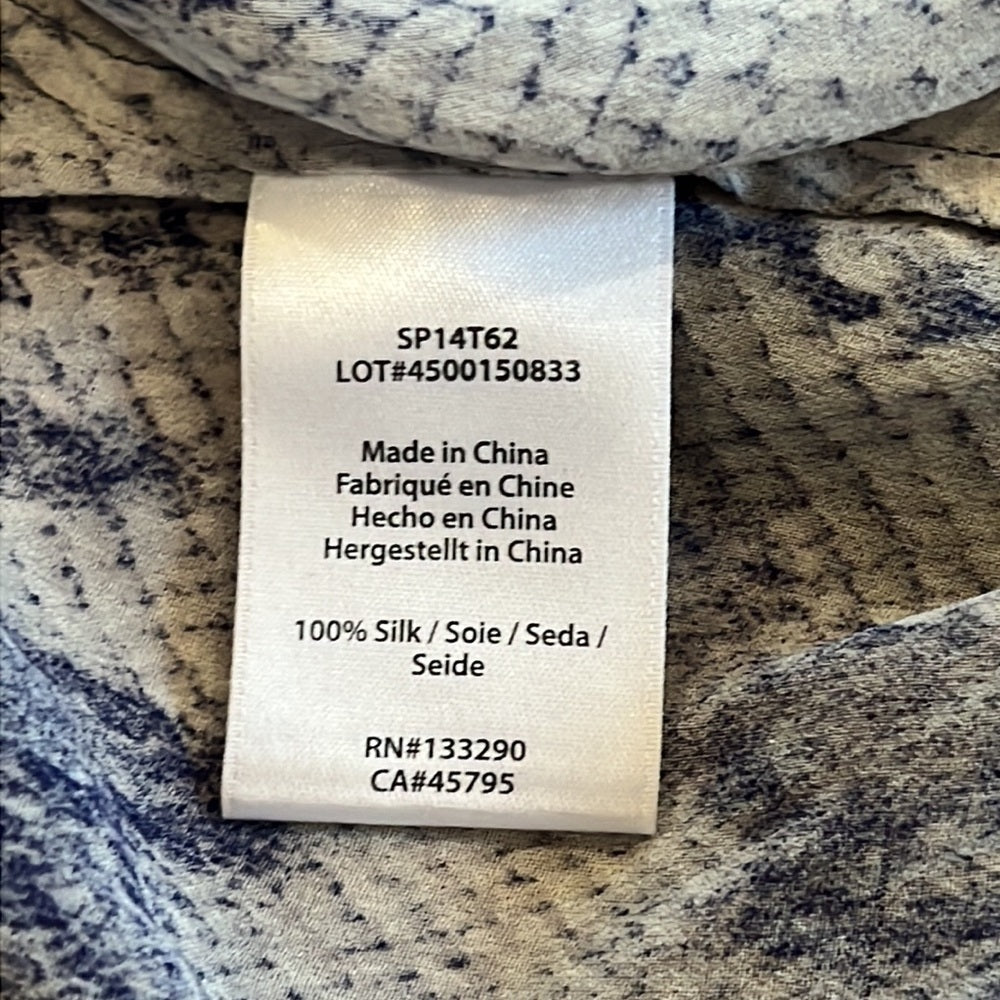 SP14T62
LOT#4500150833
Made in China
Fabriqué en Chine
Hecho en China
Hergestellt in China
100% Silk / Soie / Seda /
Seide
RN#133290
CA#45795